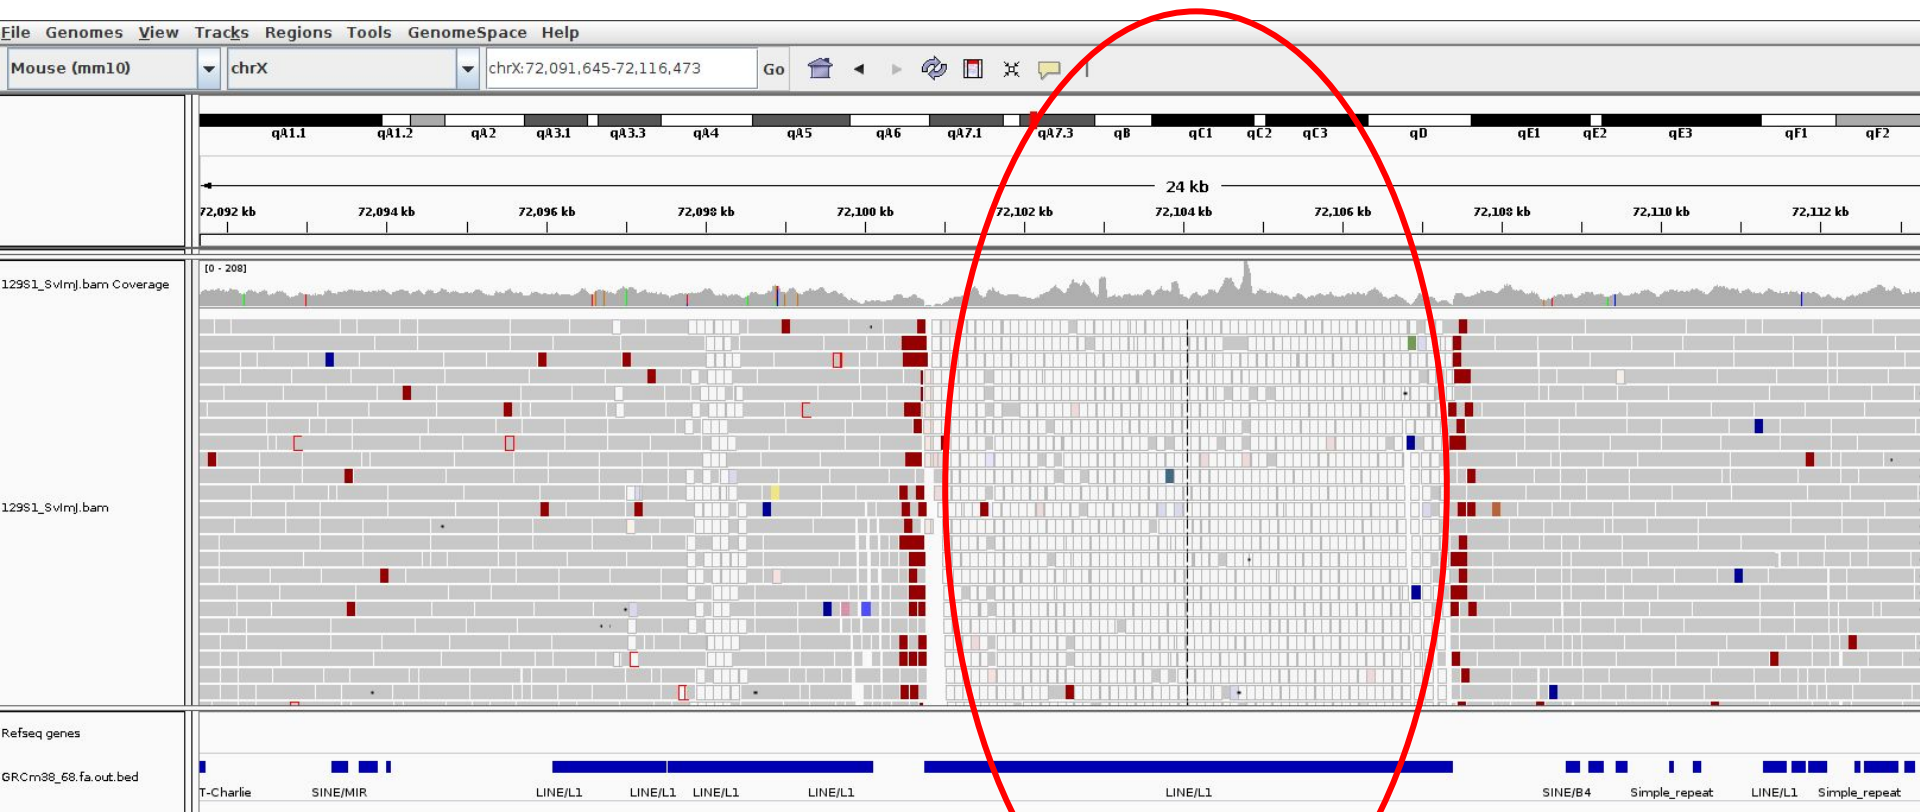 File Genomes View Tracks Regions Tools GenomeSpace Help
Mouse (mm10) chrX chrX:72,091,645-72,116,473 Go
qA1.1 qA1.2 qA2 qA3.1 qA3.3 qA4 qA5 qA6 qA7.1 qA7.3 qB qC1 qC2 qC3 qD qE1 qE2 qE3 qF1 qF2
24 kb
72,092 kb 72,094 kb 72,096 kb 72,098 kb 72,100 kb 72,102 kb 72,104 kb 72,106 kb 72,108 kb 72,110 kb 72,112 kb
[0 - 208]
129S1_SvImJ.bam Coverage
129S1_SvImJ.bam
Refseq genes
GRCm38_68.fa.out.bed
T-Charlie SINE/MIR LINE/L1 LINE/L1 LINE/L1 LINE/L1 LINE/L1 SINE/B4 Simple_repeat LINE/L1 Simple_repeat